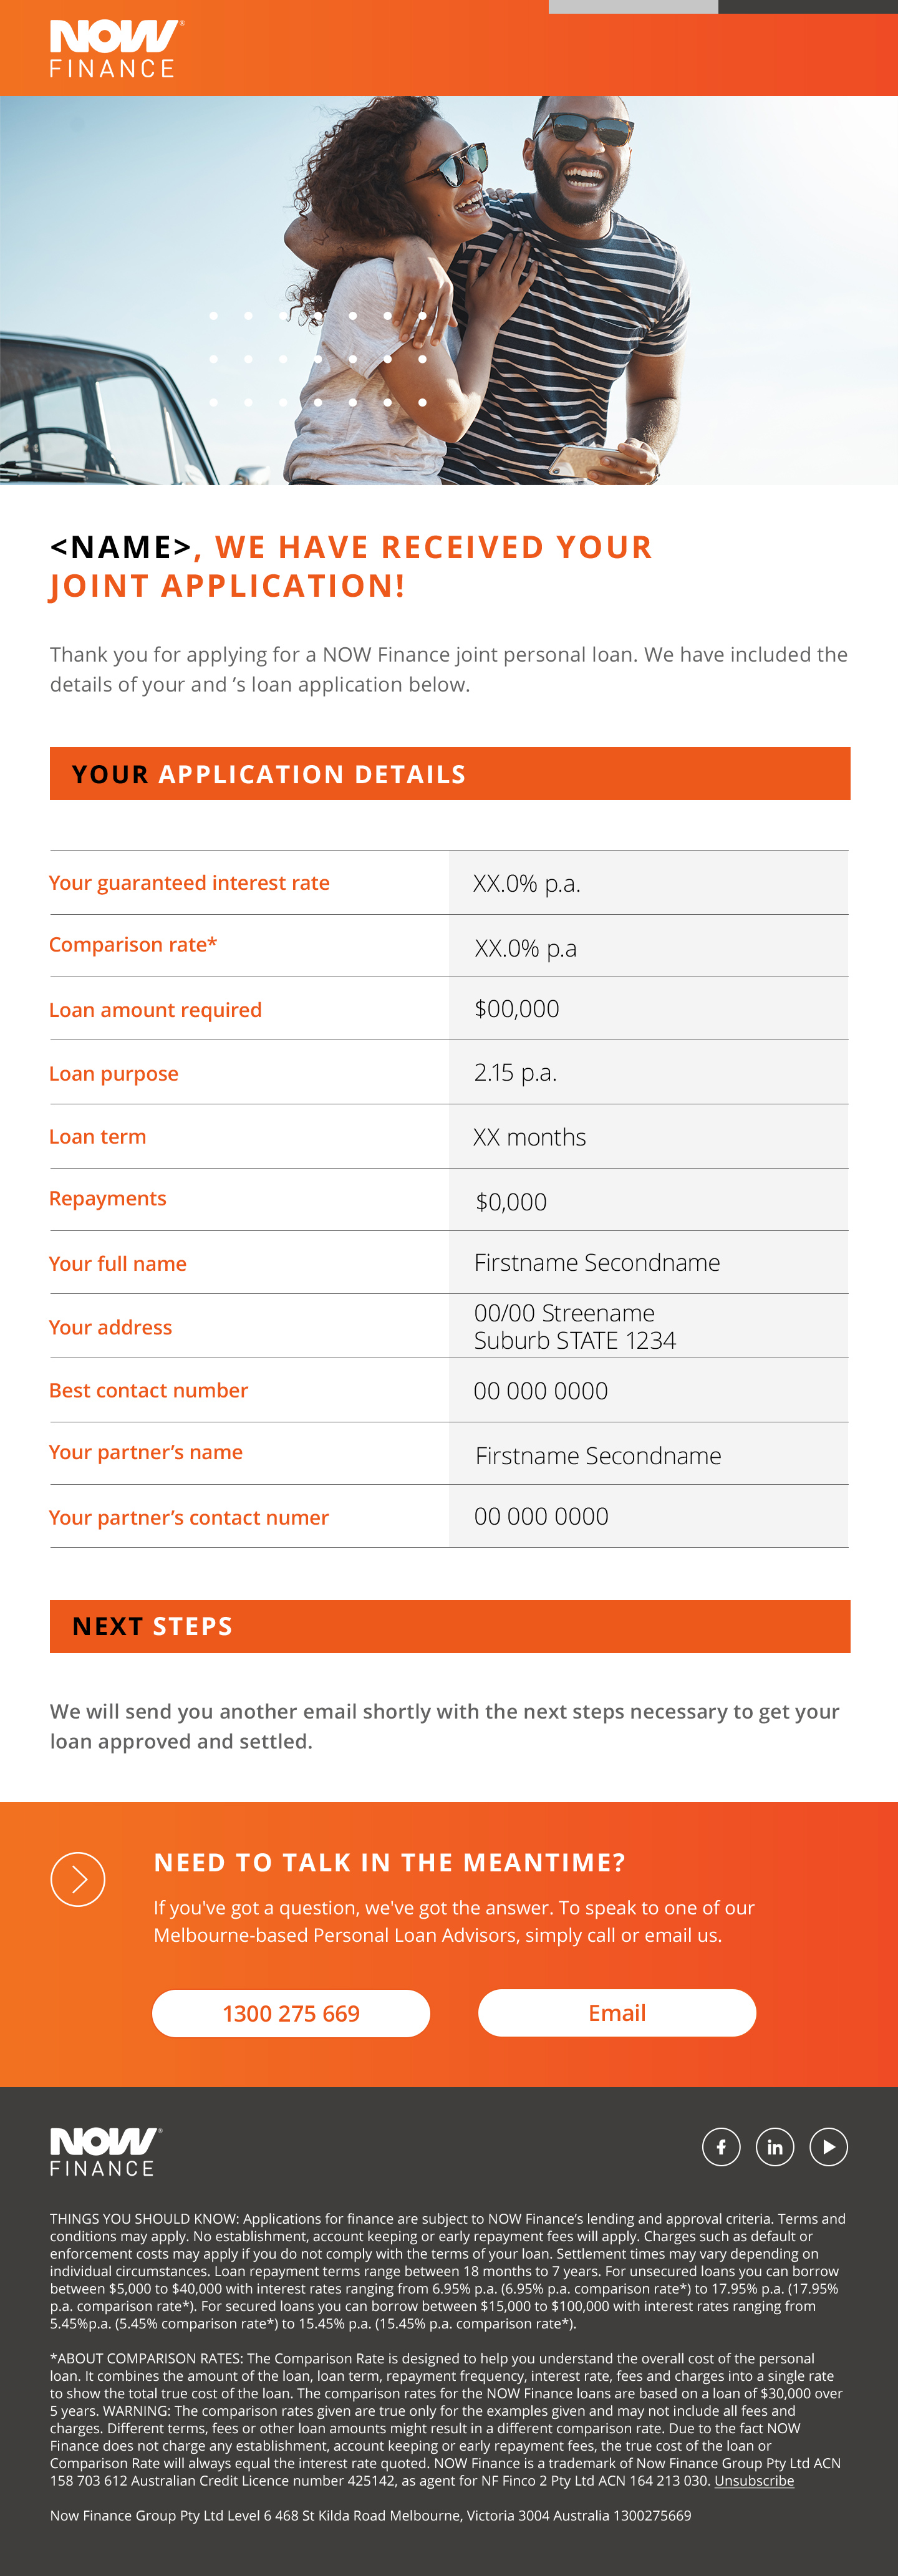 NOW®
FINANCE
<NAME>, WE HAVE RECEIVED YOUR
JOINT APPLICATION!
Thank you for applying for a NOW Finance joint personal loan. We have included the
details of your and ’s loan application below.
YOUR APPLICATION DETAILS
Your guaranteed interest rate XX.0% p.a.
Comparison rate* XX.0% p.a
Loan amount required $00,000
Loan purpose 2.15 p.a.
Loan term XX months
Repayments $0,000
Your full name Firstname Secondname
Your address 00/00 Streename
Suburb STATE 1234
Best contact number 00 000 0000
Your partner’s name Firstname Secondname
Your partner’s contact numer 00 000 0000
NEXT STEPS
We will send you another email shortly with the next steps necessary to get your
loan approved and settled.
NEED TO TALK IN THE MEANTIME?
If you've got a question, we've got the answer. To speak to one of our
Melbourne-based Personal Loan Advisors, simply call or email us.
1300 275 669 Email
NOW®
FINANCE
f in
THINGS YOU SHOULD KNOW: Applications for finance are subject to NOW Finance’s lending and approval criteria. Terms and
conditions may apply. No establishment, account keeping or early repayment fees will apply. Charges such as default or
enforcement costs may apply if you do not comply with the terms of your loan. Settlement times may vary depending on
individual circumstances. Loan repayment terms range between 18 months to 7 years. For unsecured loans you can borrow
between $5,000 to $40,000 with interest rates ranging from 6.95% p.a. (6.95% p.a. comparison rate*) to 17.95% p.a. (17.95%
p.a. comparison rate*). For secured loans you can borrow between $15,000 to $100,000 with interest rates ranging from
5.45%p.a. (5.45% comparison rate*) to 15.45% p.a. (15.45% p.a. comparison rate*).
*ABOUT COMPARISON RATES: The Comparison Rate is designed to help you understand the overall cost of the personal
loan. It combines the amount of the loan, loan term, repayment frequency, interest rate, fees and charges into a single rate
to show the total true cost of the loan. The comparison rates for the NOW Finance loans are based on a loan of $30,000 over
5 years. WARNING: The comparison rates given are true only for the examples given and may not include all fees and
charges. Different terms, fees or other loan amounts might result in a different comparison rate. Due to the fact NOW
Finance does not charge any establishment, account keeping or early repayment fees, the true cost of the loan or
Comparison Rate will always equal the interest rate quoted. NOW Finance is a trademark of Now Finance Group Pty Ltd ACN
158 703 612 Australian Credit Licence number 425142, as agent for NF Finco 2 Pty Ltd ACN 164 213 030. Unsubscribe
Now Finance Group Pty Ltd Level 6 468 St Kilda Road Melbourne, Victoria 3004 Australia 1300275669